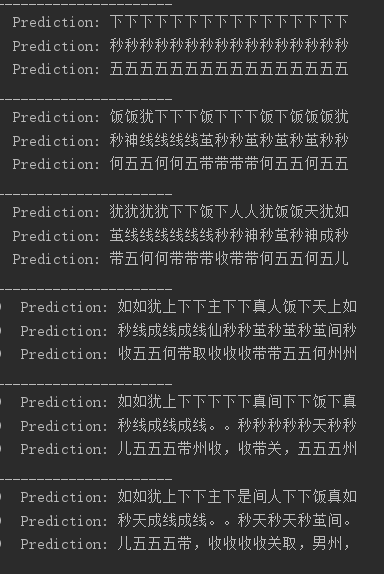 Prediction: 下下下下下下下下下下下下下下下下
Prediction: 秒秒秒秒秒秒秒秒秒秒秒秒秒秒秒秒
Prediction: 五五五五五五五五五五五五五五五五
Prediction: 饭饭犹下下下饭下下下饭下饭饭饭犹
Prediction: 秒神线线线线茧秒秒茧秒茧秒茧秒秒
Prediction: 何五五何何五带带带带何五五何五五
Prediction: 犹犹犹犹下下饭下人人犹饭饭天犹如
Prediction: 茧线线线线线线秒秒神秒茧秒神成秒
Prediction: 带五何何带带带收带带何五五何五儿
Prediction: 如如犹上下下主下下真人饭下天上如
Prediction: 秒线成线成线仙秒秒茧秒茧秒茧间秒
Prediction: 收五五何带取收收收带带五五何州州
Prediction: 如如犹上下下下下下真间下下饭下真
Prediction: 秒线成线成线。。秒秒秒秒秒天秒秒
Prediction: 儿五五五带州收，收带关，五五五州
Prediction: 如如犹上下下主下是间人下下饭真如
Prediction: 秒天成线成线。。秒天秒天秒茧间。
Prediction: 儿五五五带，收收收收关取，男州，